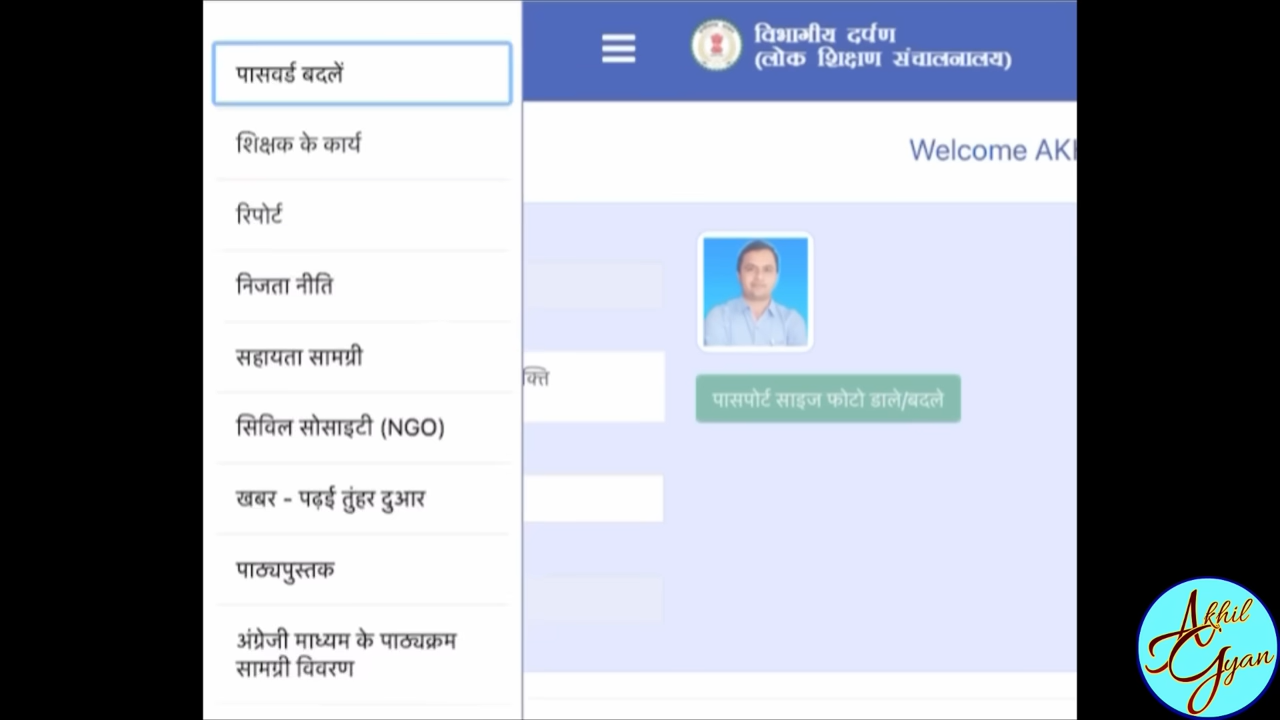 पासवर्ड बदलें
शिक्षक के कार्य
रिपोर्ट
निजता नीति
सहायता सामग्री
सिविल सोसाइटी (NGO)
खबर - पढ़ई तुंहर दुआर
पाठ्यपुस्तक
अंग्रेजी माध्यम के पाठ्यक्रम
सामग्री विवरण
विभागीय दर्पण
(लोक शिक्षण संचालनालय)
Welcome AK
क्ति
पासपोर्ट साइज फोटो डाले/बदले
Akhil
Gyan